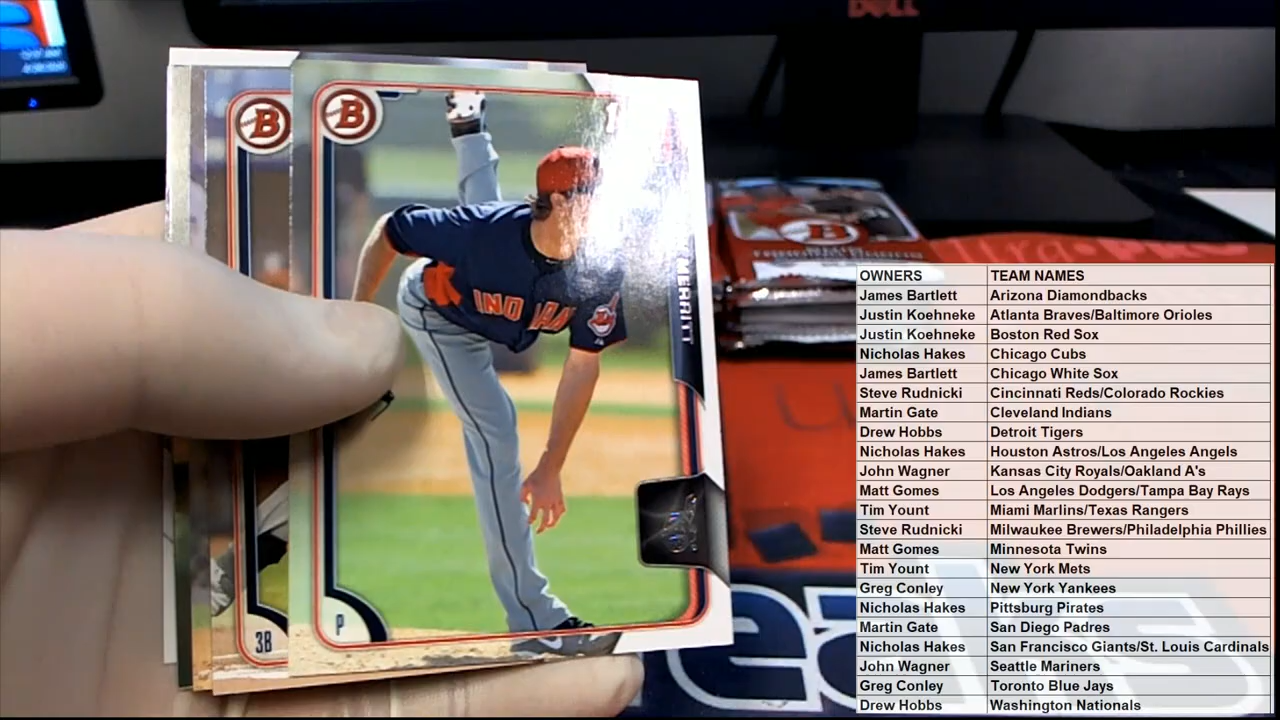 DELL
B
B
MERRITT
INDIANS
P
3B
B
OWNERS TEAM NAMES
James Bartlett Arizona Diamondbacks
Justin Koehneke Atlanta Braves/Baltimore Orioles
Justin Koehneke Boston Red Sox
Nicholas Hakes Chicago Cubs
James Bartlett Chicago White Sox
Steve Rudnicki Cincinnati Reds/Colorado Rockies
Martin Gate Cleveland Indians
Drew Hobbs Detroit Tigers
Nicholas Hakes Houston Astros/Los Angeles Angels
John Wagner Kansas City Royals/Oakland A's
Matt Gomes Los Angeles Dodgers/Tampa Bay Rays
Tim Yount Miami Marlins/Texas Rangers
Steve Rudnicki Milwaukee Brewers/Philadelphia Phillies
Matt Gomes Minnesota Twins
Tim Yount New York Mets
Greg Conley New York Yankees
Nicholas Hakes Pittsburg Pirates
Martin Gate San Diego Padres
Nicholas Hakes San Francisco Giants/St. Louis Cardinals
John Wagner Seattle Mariners
Greg Conley Toronto Blue Jays
Drew Hobbs Washington Nationals